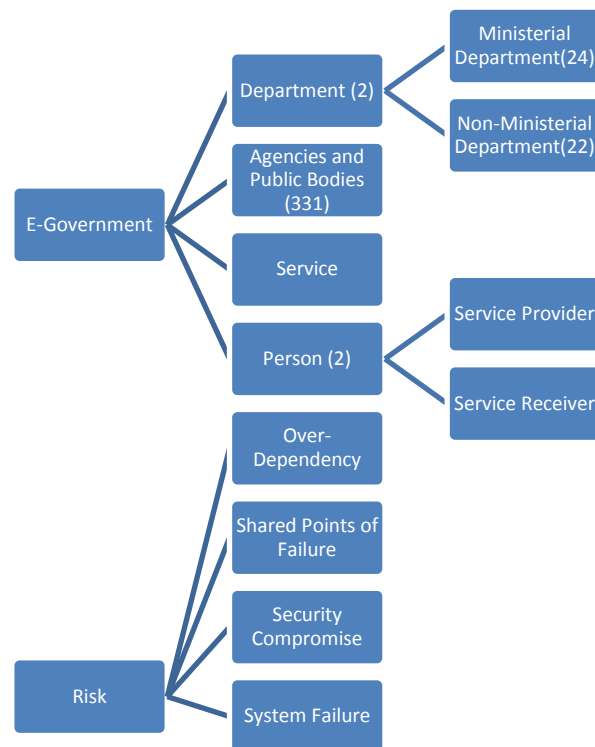 E-Government
Department (2)
Ministerial
Department(24)
Non-Ministerial
Department(22)
Agencies and
Public Bodies
(331)
Service
Person (2)
Service Provider
Service Receiver
Risk
Over-
Dependency
Shared Points of
Failure
Security
Compromise
System Failure